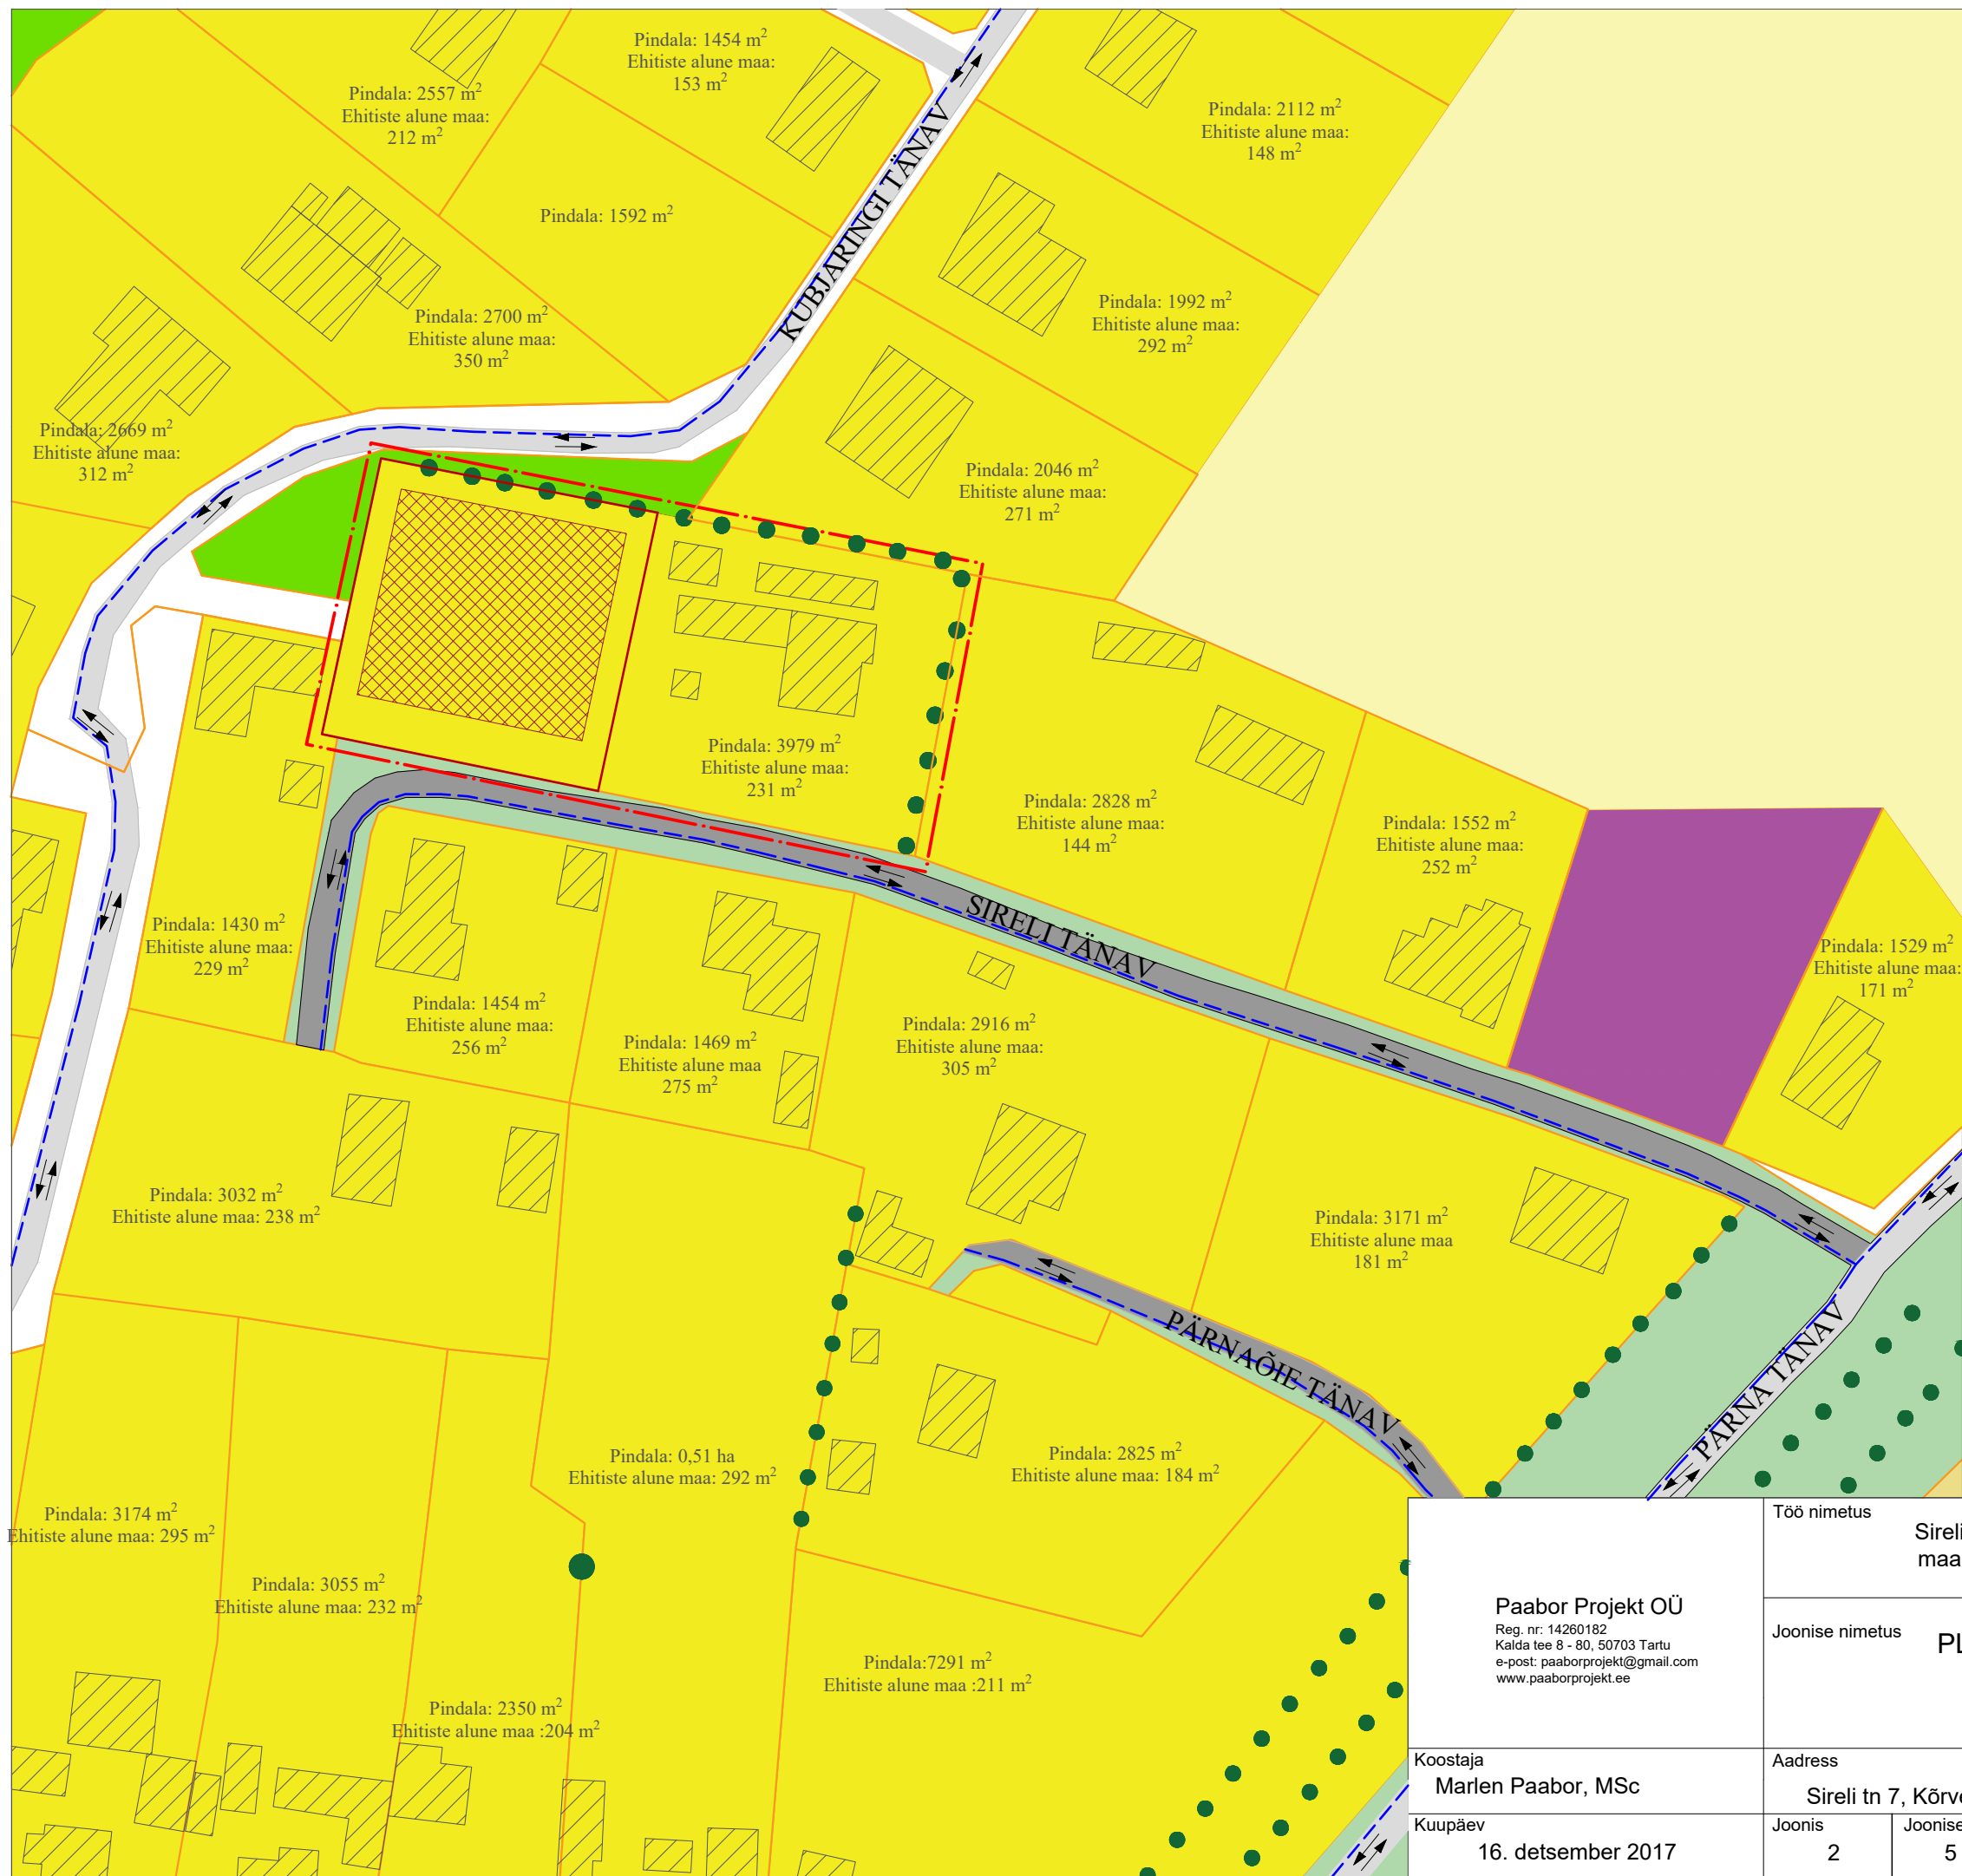 Pindala: 1454 m²
Ehitiste alune maa:
153 m²
Pindala: 2557 m²
Ehitiste alune maa:
212 m²
Pindala: 2112 m²
Ehitiste alune maa:
148 m²
Pindala: 1592 m²
KUBJARINGI TÄNAV
Pindala: 1992 m²
Ehitiste alune maa:
292 m²
Pindala: 2700 m²
Ehitiste alune maa:
350 m²
Pindala: 2669 m²
Ehitiste alune maa:
312 m²
Pindala: 2046 m²
Ehitiste alune maa:
271 m²
Pindala: 3979 m²
Ehitiste alune maa:
231 m²
Pindala: 2828 m²
Ehitiste alune maa:
144 m²
Pindala: 1552 m²
Ehitiste alune maa:
252 m²
Pindala: 1430 m²
Ehitiste alune maa:
229 m²
SIRELI TÄNAV
Pindala: 1529 m²
Ehitiste alune maa:
171 m²
Pindala: 1454 m²
Ehitiste alune maa:
256 m²
Pindala: 1469 m²
Ehitiste alune maa
275 m²
Pindala: 2916 m²
Ehitiste alune maa:
305 m²
Pindala: 3032 m²
Ehitiste alune maa: 238 m²
Pindala: 3171 m²
Ehitiste alune maa
181 m²
PÄRNAÕIE TÄNAV
PÄRNA TÄNAV
Pindala: 0,51 ha
Ehitiste alune maa: 292 m²
Pindala: 2825 m²
Ehitiste alune maa: 184 m²
Pindala: 3174 m²
Ehitiste alune maa: 295 m²
Pindala: 3055 m²
Ehitiste alune maa: 232 m²
Pindala:7291 m²
Ehitiste alune maa :211 m²
Pindala: 2350 m²
Ehitiste alune maa :204 m²
Paabor Projekt OÜ
Reg. nr: 14260182
Kalda tee 8 - 80, 50703 Tartu
e-post: paaborprojekt@gmail.com
www.paaborprojekt.ee
Töö nimetus
Sireli
maa
Joonise nimetus
PL
Koostaja
Marlen Paabor, MSc
Aadress
Sireli tn 7, Kõrve
Kuupäev
16. detsember 2017
Joonis
2
Joonise
5